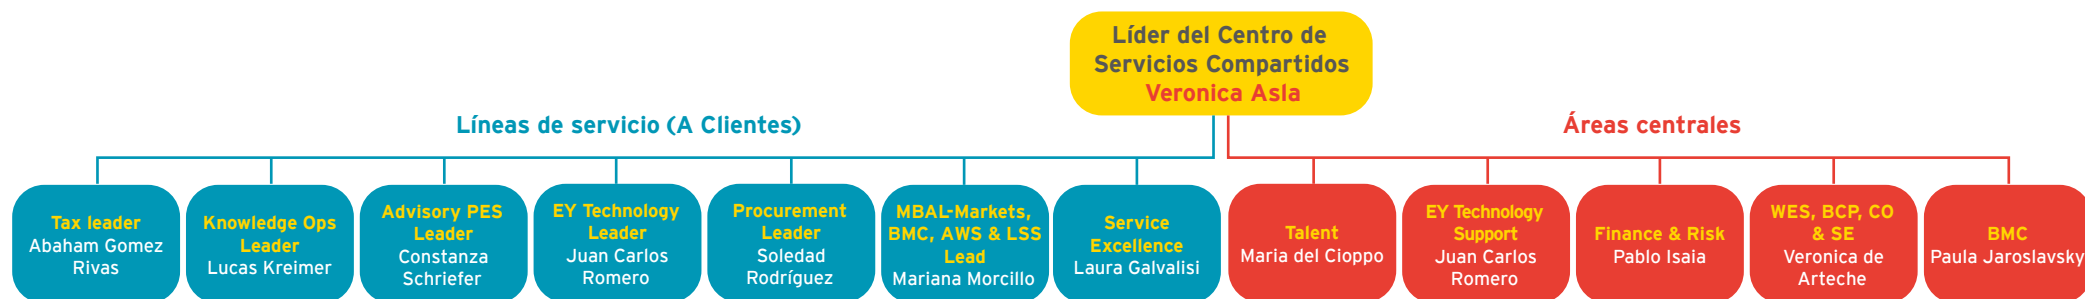 Líder del Centro de
Servicios Compartidos
Veronica Asla
Líneas de servicio (A Clientes)
Áreas centrales
Tax leader
Abaham Gomez
Rivas
Knowledge Ops
Leader
Lucas Kreimer
Advisory PES
Leader
Constanza
Schriefer
EY Technology
Leader
Juan Carlos
Romero
Procurement
Leader
Soledad
Rodríguez
MBAL-Markets,
BMC, AWS & LSS
Lead
Mariana Morcillo
Service
Excellence
Laura Galvalisi
Talent
Maria del Cioppo
EY Technology
Support
Juan Carlos
Romero
Finance & Risk
Pablo Isaia
WES, BCP, CO
& SE
Veronica de
Arteche
BMC
Paula Jaroslavsky